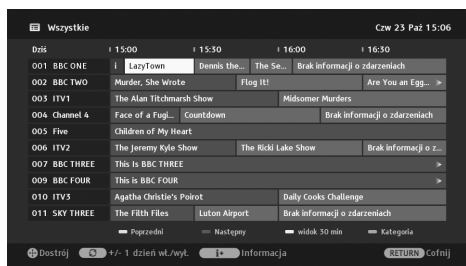 Wszystkie Czw 23 Paź 15:06
Dziś 15:00 15:30 16:00 16:30
001 BBC ONE i LazyTown Dennis the... The Se... Brak informacji o zdarzeniach
002 BBC TWO Murder, She Wrote Flog It! Are You an Egg...
003 ITV1 The Alan Titchmarsh Show Midsomer Murders
004 Channel 4 Face of a Fugi... Countdown Brak informacji o zdarzeniach
005 Five Children of My Heart
006 ITV2 The Jeremy Kyle Show The Ricki Lake Show Brak informacji o z...
007 BBC THREE This Is BBC THREE
009 BBC FOUR This is BBC FOUR
010 ITV3 Agatha Christie's Poirot Daily Cooks Challenge
011 SKY THREE The Filth Files Luton Airport Brak informacji o zdarzeniach
Poprzedni Następny widok 30 min Kategoria
Dostrój +/- 1 dzień wł./wył. i+ Informacja RETURN Cofnij